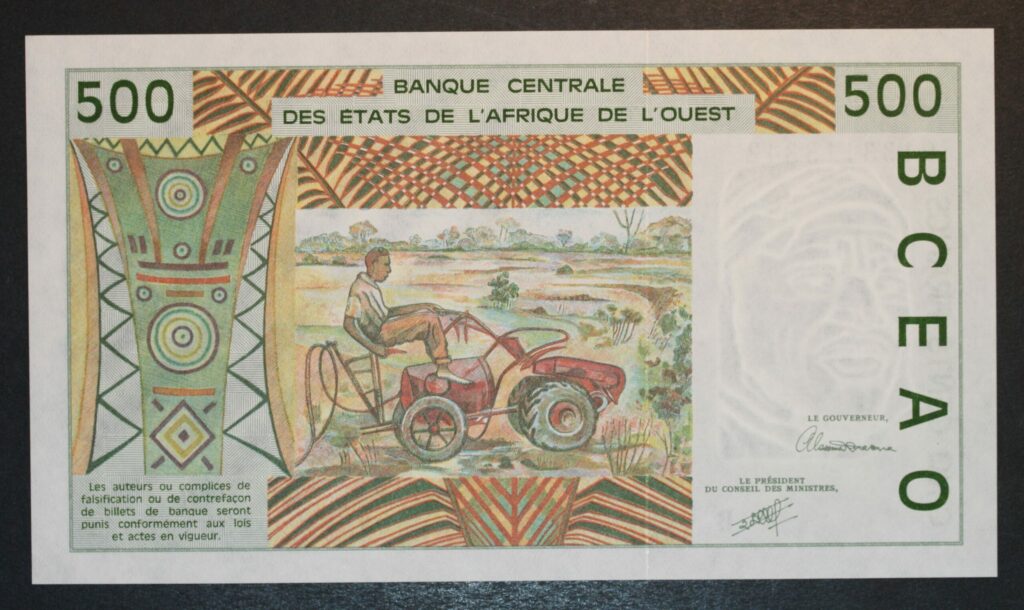 500
BANQUE CENTRALE
DES ÉTATS DE L'AFRIQUE DE L'OUEST
500
BCEAO
LE GOUVERNEUR,
LE PRÉSIDENT
DU CONSEIL DES MINISTRES,
Les auteurs ou complices de
falsification ou de contrefaçon
de billets de banque seront
punis conformément aux lois
et actes en vigueur.